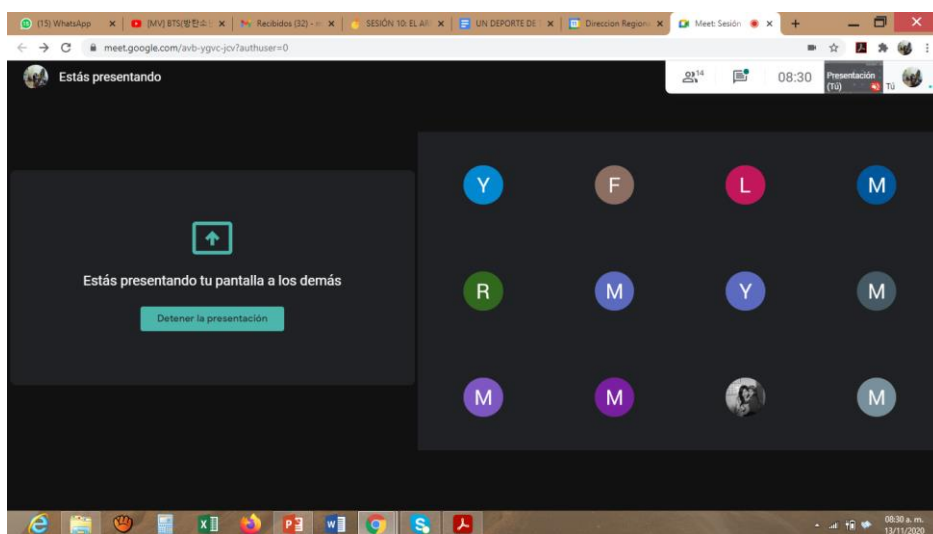 (15) WhatsApp
[MV] BTS(방탄소
Recibidos (32) - m
SESIÓN 10: EL AR
UN DEPORTE DE
Direccion Region
Meet: Sesión
meet.google.com/avb-ygvc-jcv?authuser=0
Estás presentando
14
08:30
Presentación
(Tú)
Tú
Y
F
L
M
Estás presentando tu pantalla a los demás
Detener la presentación
R
M
Y
M
M
M
M
08:30 a. m.
13/11/2020